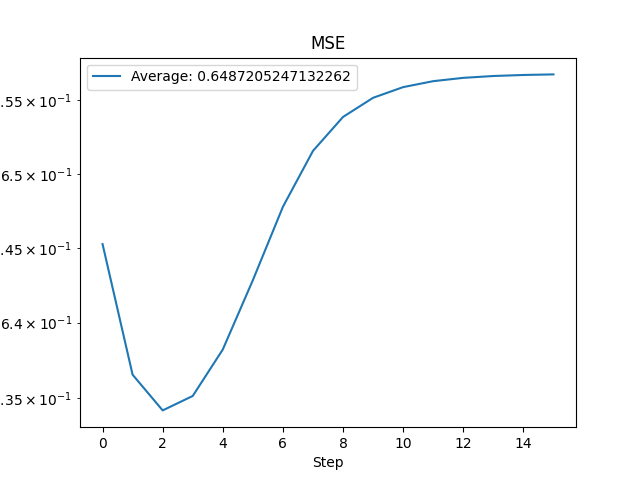 MSE
Average: 0.6487205247132262
.55 × 10⁻¹
6.5 × 10⁻¹
.45 × 10⁻¹
6.4 × 10⁻¹
.35 × 10⁻¹
0 2 4 6 8 10 12 14
Step